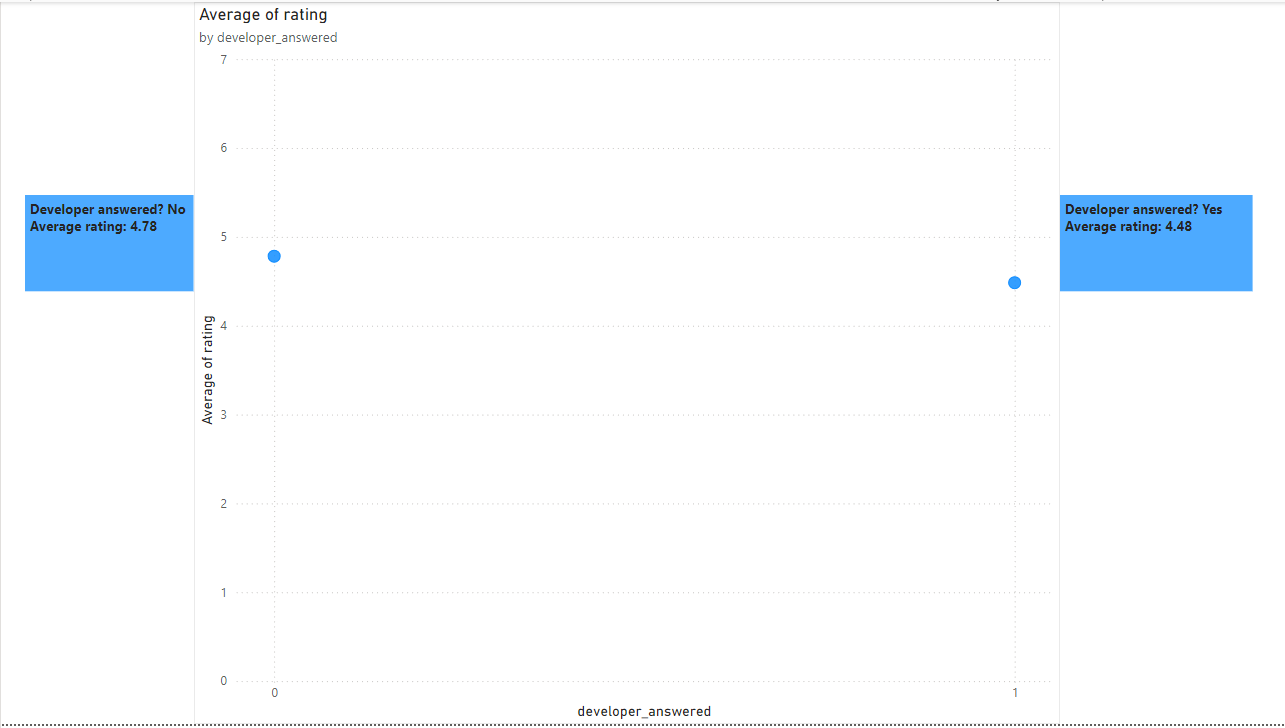 Average of rating
by developer_answered
7
6
5
4
3
2
1
0
Average of rating
0
1
developer_answered
Developer answered? No
Average rating: 4.78
Developer answered? Yes
Average rating: 4.48